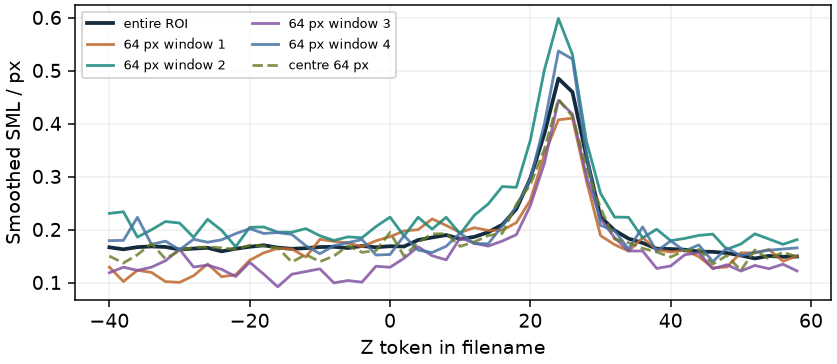 0.6
0.5
0.4
0.3
0.2
0.1
Smoothed SML / px
entire ROI
64 px window 1
64 px window 2
64 px window 3
64 px window 4
centre 64 px
−40
−20
0
20
40
60
Z token in filename